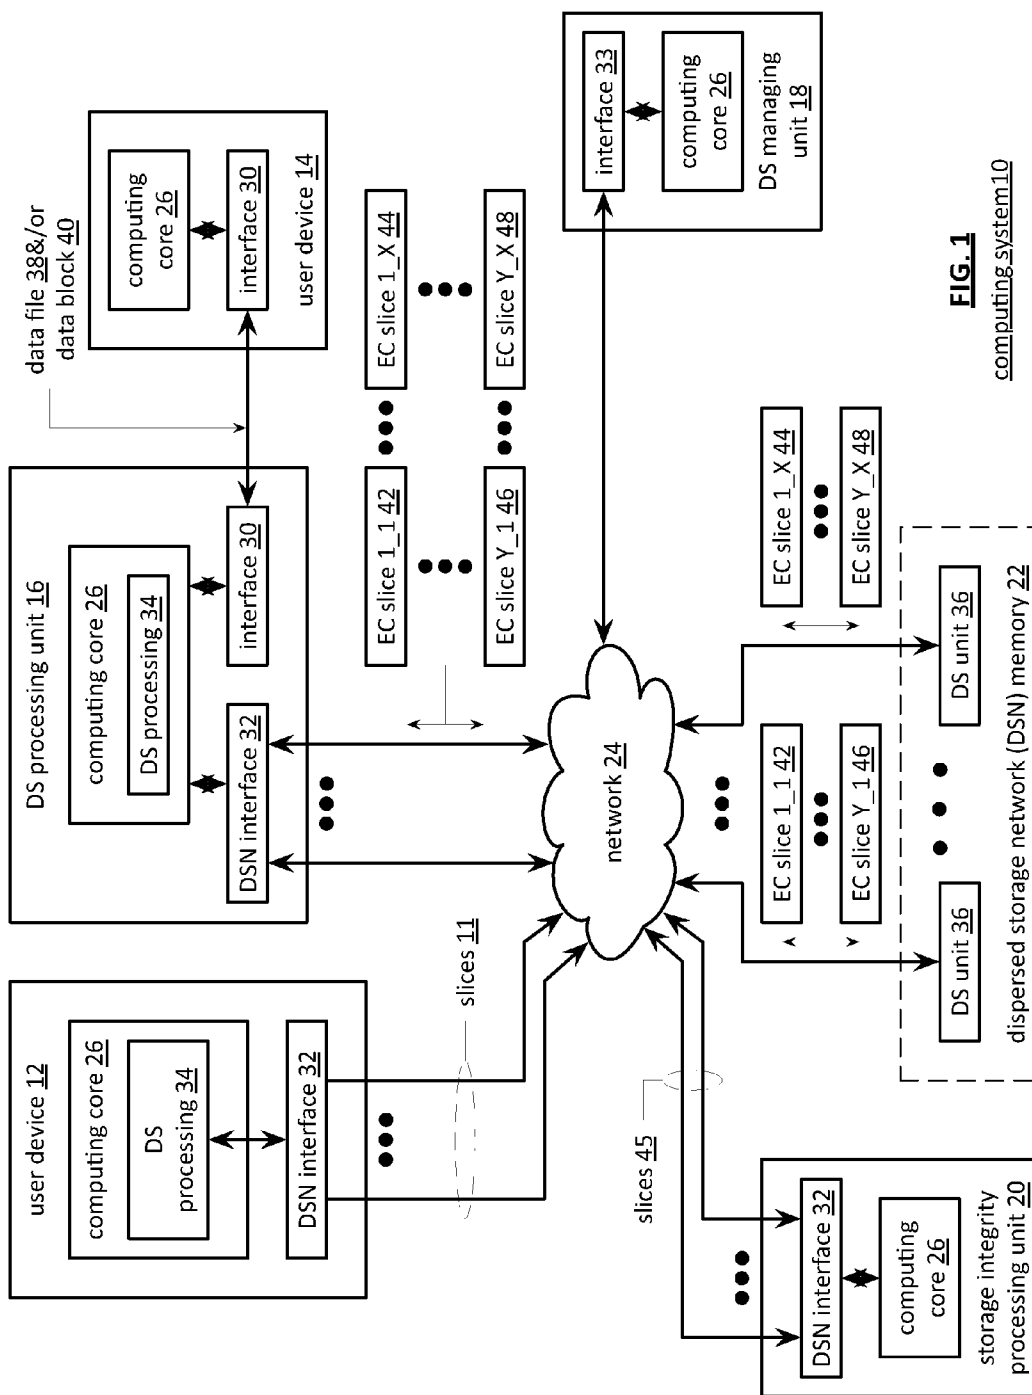 user device 12
computing core 26
DS
processing 34
DSN interface 32
slices 11
DS processing unit 16
computing core 26
DS processing 34
DSN interface 32
interface 30
data file 38&/or
data block 40
computing
core 26
interface 30
user device 14
EC slice 1_1 42
EC slice 1_X 44
EC slice Y_1 46
EC slice Y_X 48
network 24
interface 33
computing
core 26
DS managing
unit 18
slices 45
DSN interface 32
computing
core 26
storage integrity
processing unit 20
EC slice 1_1 42
EC slice Y_1 46
EC slice 1_X 44
EC slice Y_X 48
DS unit 36
DS unit 36
dispersed storage network (DSN) memory 22
FIG. 1
computing system10